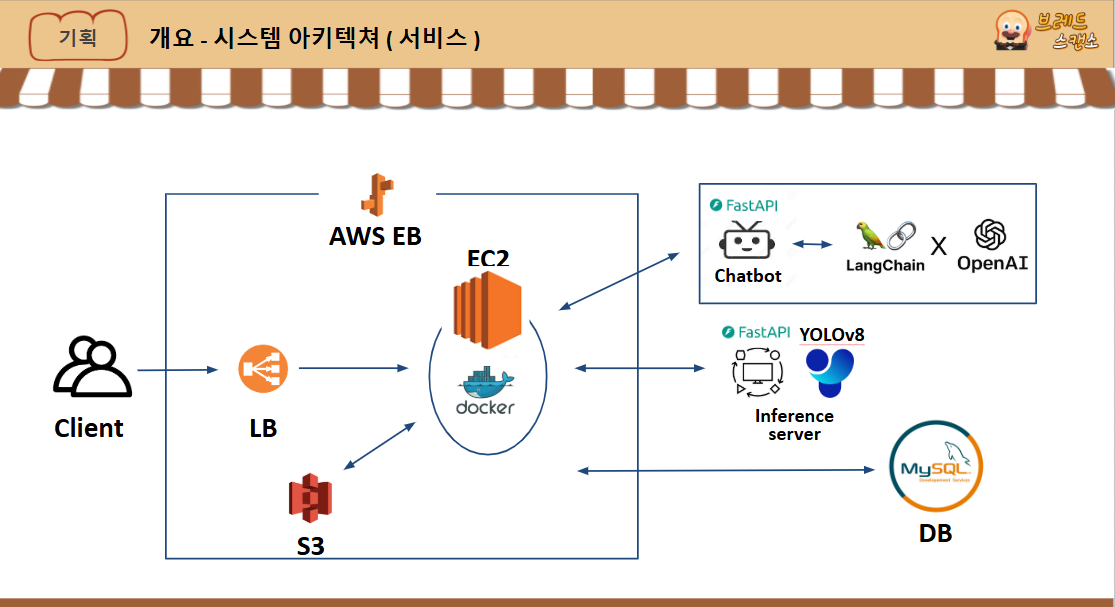 기획
개요 - 시스템 아키텍쳐 ( 서비스 )
브레드
스캔소
AWS EB
EC2
docker
Client
LB
S3
FastAPI
Chatbot
LangChain
X
OpenAI
FastAPI
YOLOv8
Inference
server
MySQL
Developement Services
DB